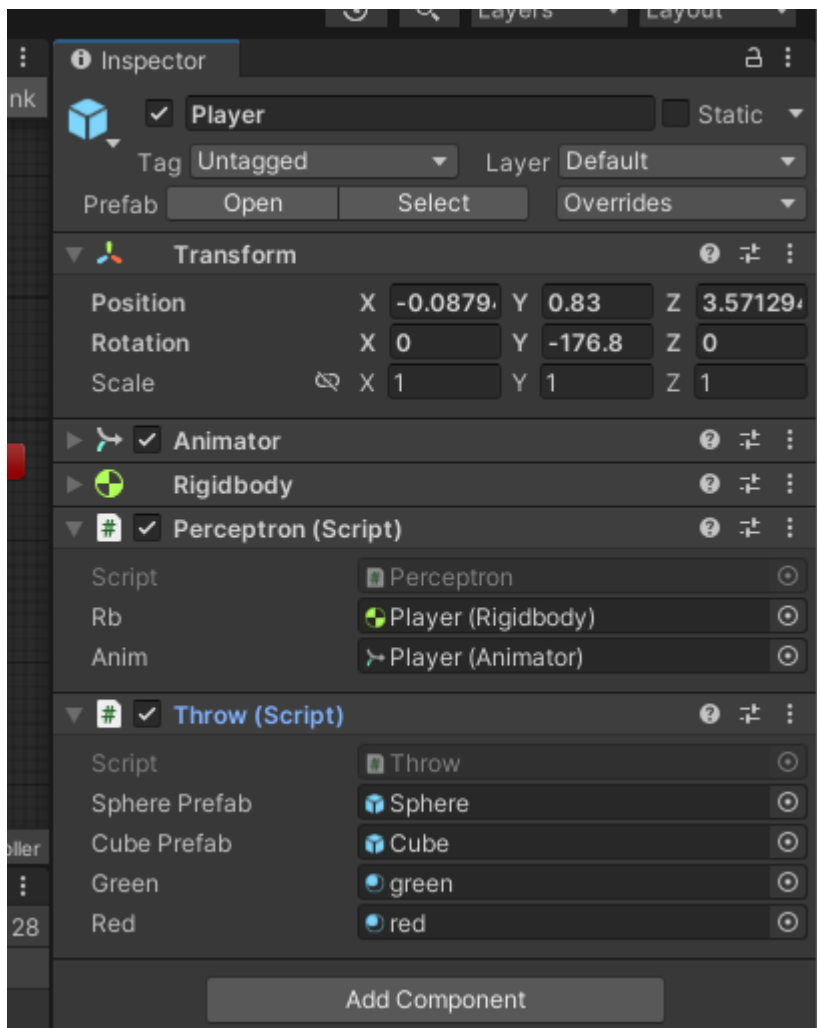 Layers Layout
Inspector
nk
Player Static
Tag Untagged Layer Default
Prefab Open Select Overrides
Transform
Position X -0.0879 Y 0.83 Z 3.571294
Rotation X 0 Y -176.8 Z 0
Scale X 1 Y 1 Z 1
Animator
Rigidbody
# Perceptron (Script)
Script # Perceptron
Rb Player (Rigidbody)
Anim Player (Animator)
# Throw (Script)
Script # Throw
Sphere Prefab Sphere
Cube Prefab Cube
oller
Green green
Red red
28
Add Component